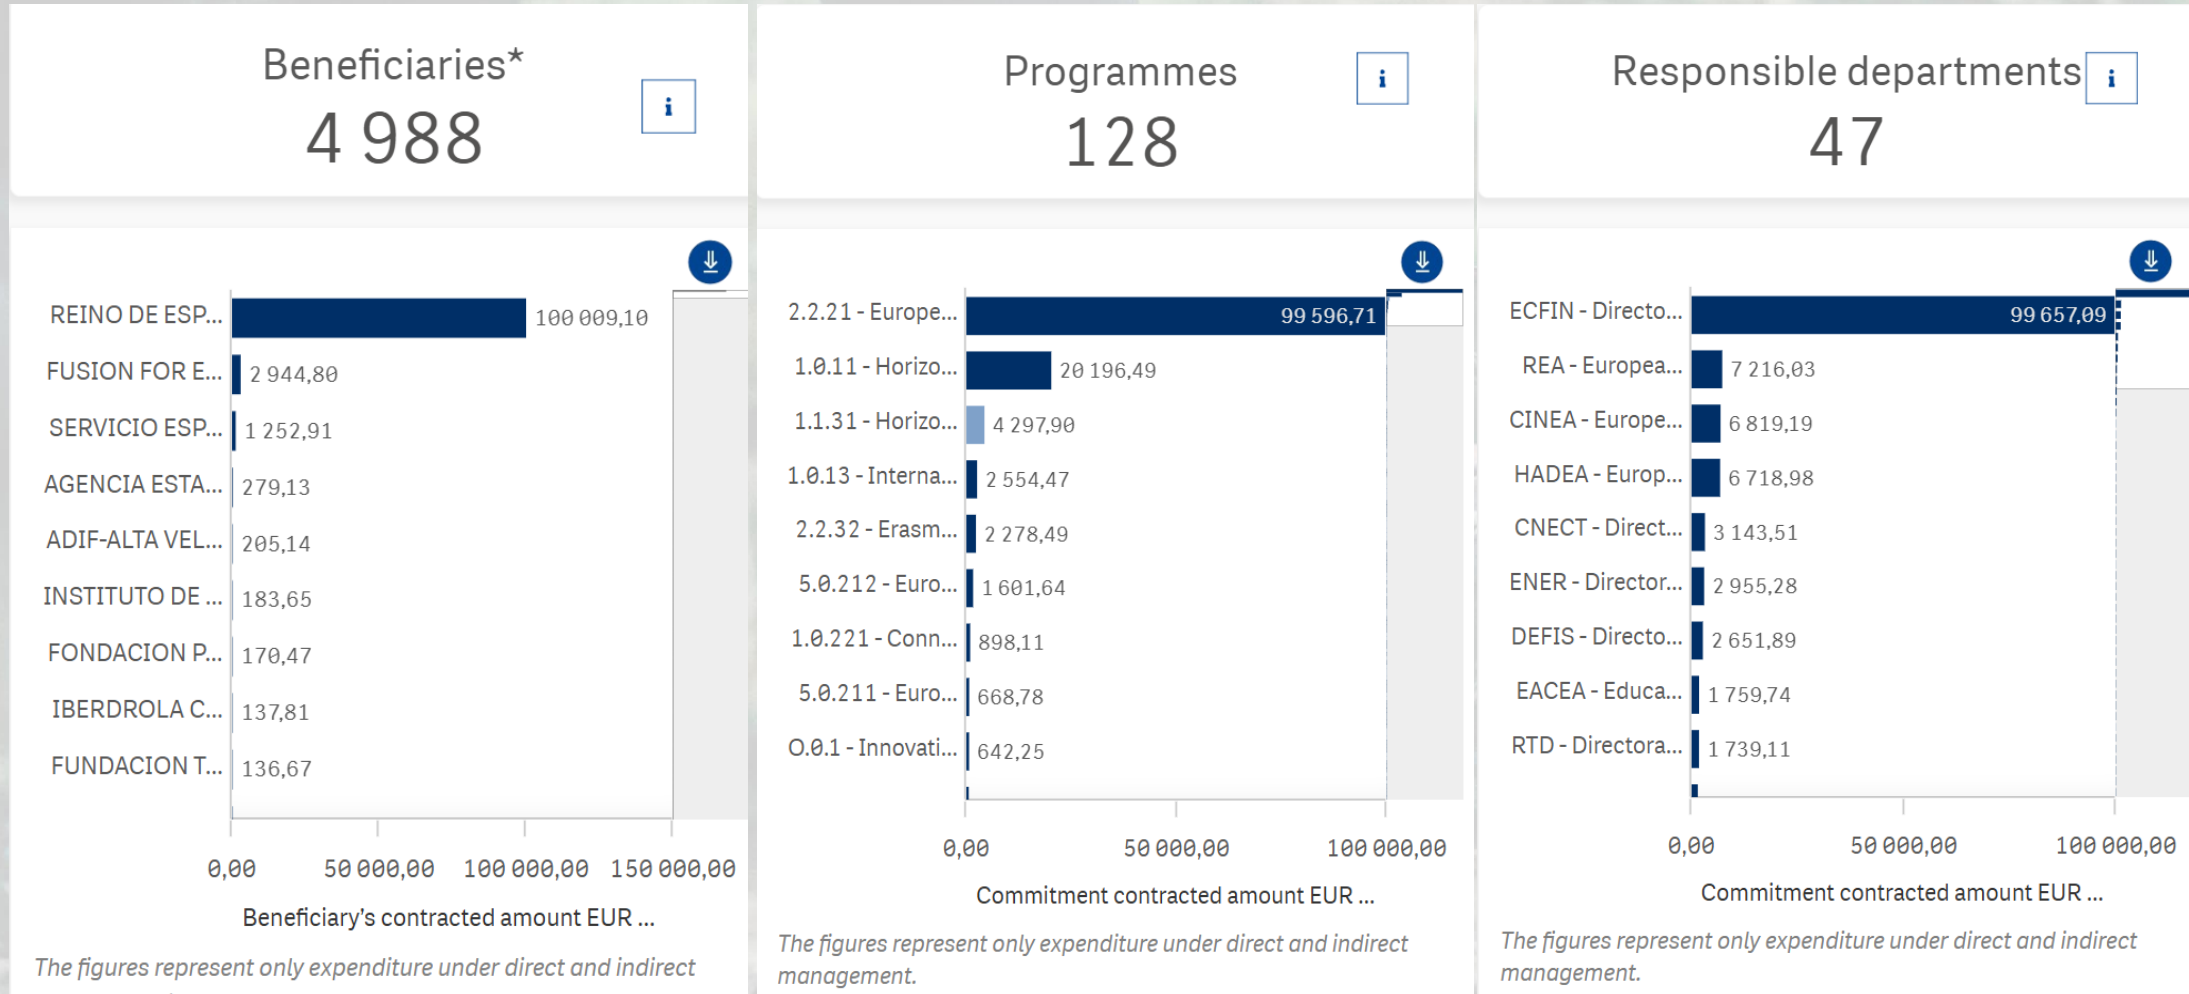 Beneficiaries*
4 988
i
REINO DE ESP... 100 009,10
FUSION FOR E... 2 944,80
SERVICIO ESP... 1 252,91
AGENCIA ESTA... 279,13
ADIF-ALTA VEL... 205,14
INSTITUTO DE ... 183,65
FONDACION P... 170,47
IBERDROLA C... 137,81
FUNDACION T... 136,67
0,00 50 000,00 100 000,00 150 000,00
Beneficiary's contracted amount EUR ...
The figures represent only expenditure under direct and indirect
Programmes
128
i
2.2.21 - Europe... 99 596,71
1.0.11 - Horizo... 20 196,49
1.1.31 - Horizo... 4 297,90
1.0.13 - Interna... 2 554,47
2.2.32 - Erasm... 2 278,49
5.0.212 - Euro... 1 601,64
1.0.221 - Conn... 898,11
5.0.211 - Euro... 668,78
O.0.1 - Innovati... 642,25
0,00 50 000,00 100 000,00
Commitment contracted amount EUR ...
The figures represent only expenditure under direct and indirect
management.
Responsible departments
47
i
ECFIN - Directo... 99 657,09
REA - Europea... 7 216,03
CINEA - Europe... 6 819,19
HADEA - Europ... 6 718,98
CNECT - Direct... 3 143,51
ENER - Director... 2 955,28
DEFIS - Directo... 2 651,89
EACEA - Educa... 1 759,74
RTD - Directora... 1 739,11
0,00 50 000,00 100 000,00
Commitment contracted amount EUR ...
The figures represent only expenditure under direct and indirect
management.